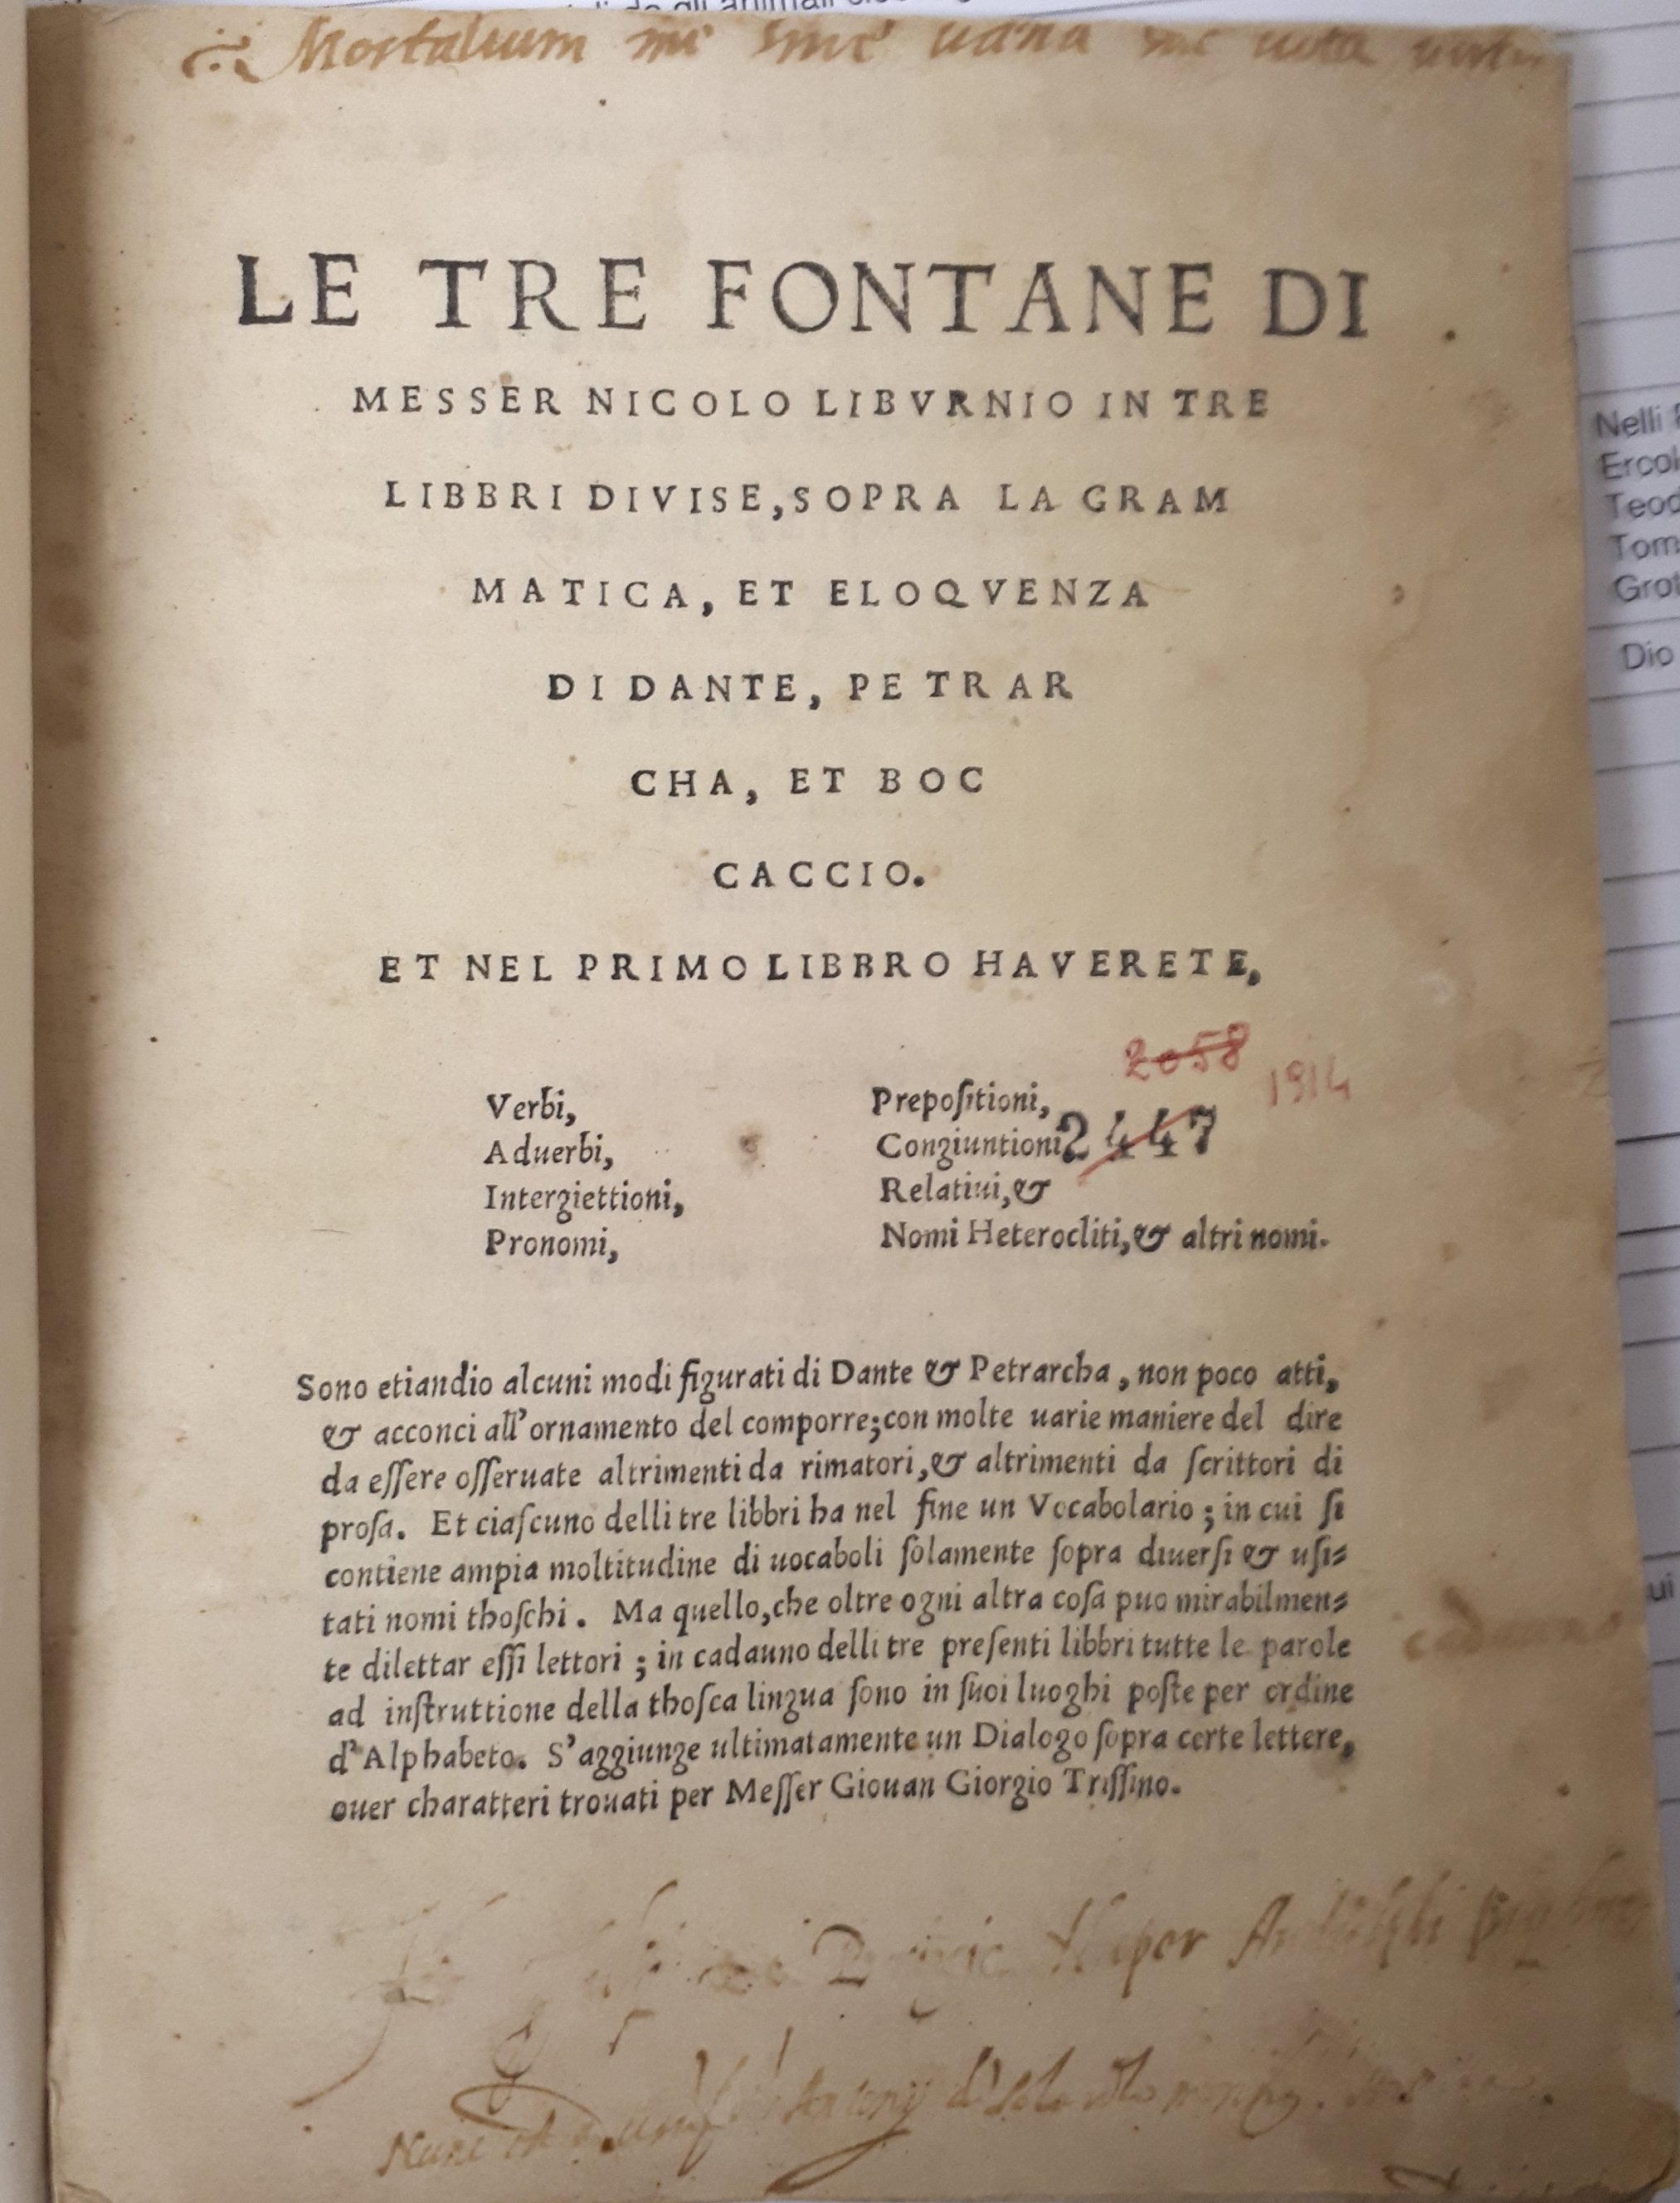 Mortalium
LE TRE FONTANE DI
MESSER NICOLO LIBVRNIO IN TRE
LIBBRI DIVISE, SOPRA LA GRAM
MATICA, ET ELOQVENZA
DI DANTE, PETRAR
CHA, ET BOC
CACCIO.
ET NEL PRIMO LIBBRO HAVERETE,
2058
1914
Verbi, Prepoſitioni,
Aduerbi, Congiuntioni 2447
Intergiettioni, Relatiui, &
Pronomi, Nomi Heterocliti, & altri nomi.
Sono etiandio alcuni modi figurati di Dante & Petrarcha, non poco atti,
& acconci all'ornamento del comporre; con molte uarie maniere del dire
da eſſere oſſeruate altrimenti da rimatori, & altrimenti da ſcrittori di
proſa. Et ciaſcuno delli tre libbri ha nel fine un Vocabolario; in cui ſi
contiene ampia moltitudine di uocaboli ſolamente ſopra diuerſi & uſi=
tati nomi thoſchi. Ma quello, che oltre ogni altra coſa puo mirabilmen=
te dilettar eſſi lettori; in cadauno delli tre preſenti libbri tutte le parole
cadauno
ad inſtruttione della thoſca lingua ſono in ſuoi luoghi poſte per ordine
d'Alphabeto. S'aggiunge ultimatamente un Dialogo ſopra certe lettere,
ouer charatteri trouati per Meſſer Giouan Giorgio Triſſino.
Nelli
Dio